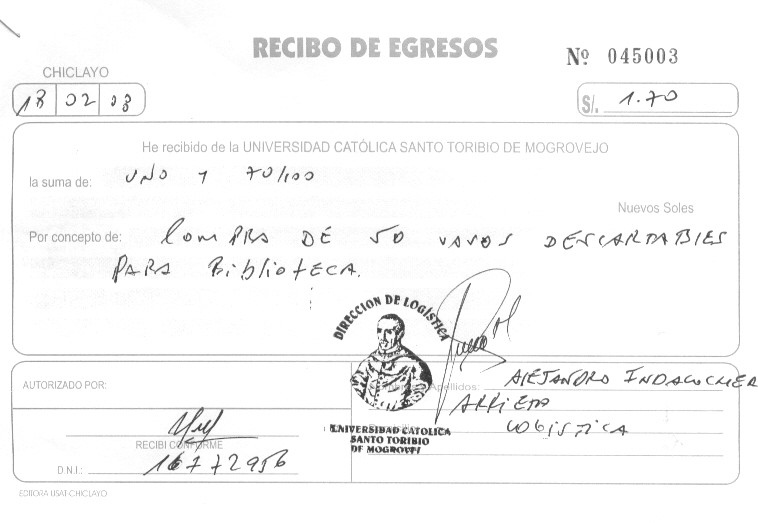 RECIBO DE EGRESOS
Nº 045003
CHICLAYO
18 02 08
S/. 1.70
He recibido de la UNIVERSIDAD CATÓLICA SANTO TORIBIO DE MOGROVEJO
la suma de: UNO Y 70/100
Nuevos Soles
Por concepto de: COMPRA DE 50 VASOS DESCARTABLES
PARA BibliotECA.
DIRECCION DE LOGÍSTICA
UNIVERSIDAD CATOLICA
SANTO TORIBIO
DE MOGROVEJO
AUTORIZADO POR:
RECIBI CONFORME
D.N.I.: 16772956
Apellidos: ALEJANDRO
ARRIETA
LOGISTICA
EDITORA USAT CHICLAYO